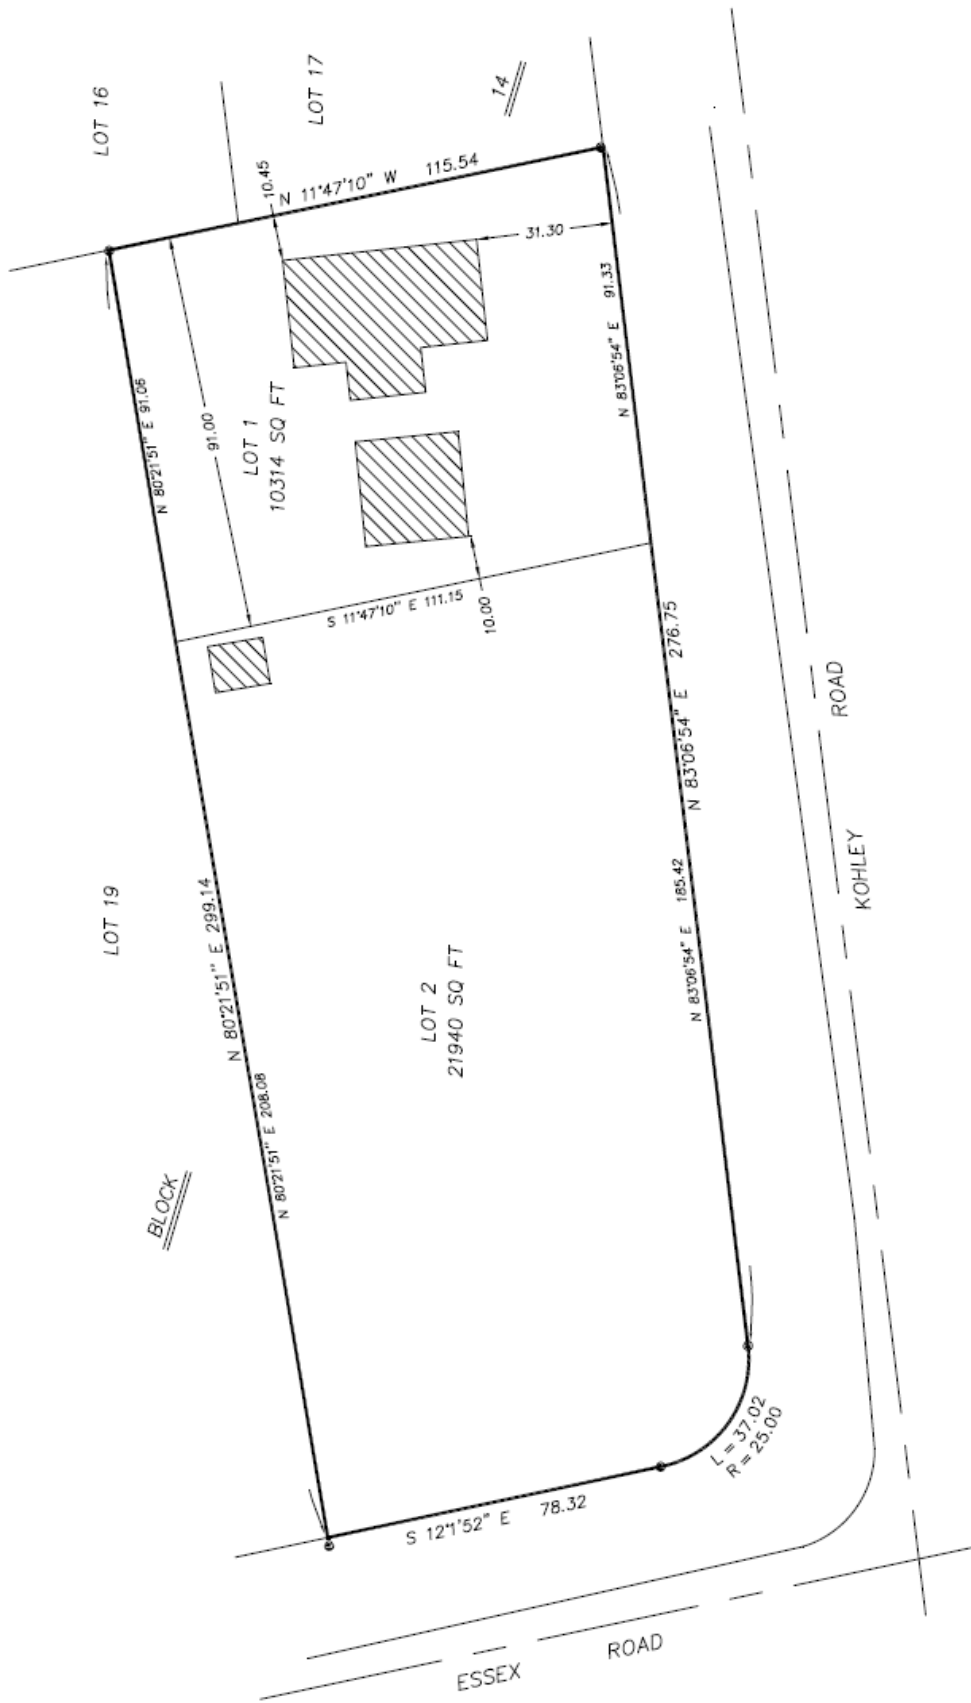 LOT 16
LOT 17
14
10.45
N 11°47'10" W 115.54
31.30
N 83°06'54" E 91.33
N 80°21'51" E 91.06
91.00
LOT 1
10314 SQ FT
S 11°47'10" E 111.15
10.00
N 83°06'54" E 276.75
ROAD
KOHLEY
LOT 19
N 80°21'51" E 299.14
N 83°06'54" E 185.42
LOT 2
21940 SQ FT
N 80°21'51" E 208.08
BLOCK
L = 37.02
R = 25.00
S 12°1'52" E 78.32
ESSEX ROAD